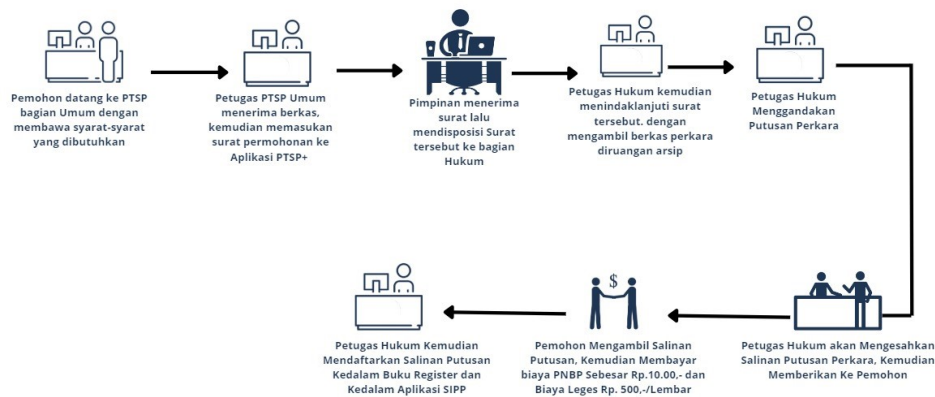 Pemohon datang ke PTSP
bagian Umum dengan
membawa syarat-syarat
yang dibutuhkan
Petugas PTSP Umum
menerima berkas,
kemudian memasukan
surat permohonan ke
Aplikasi PTSP+
Pimpinan menerima
surat lalu
mendisposisi Surat
tersebut ke bagian
Hukum
Petugas Hukum kemudian
menindaklanjuti surat
tersebut. dengan
mengambil berkas perkara
diruangan arsip
Petugas Hukum
Menggandakan
Putusan Perkara
Petugas Hukum akan Mengesahkan
Salinan Putusan Perkara, Kemudian
Memberikan Ke Pemohon
$
Pemohon Mengambil Salinan
Putusan, Kemudian Membayar
biaya PNBP Sebesar Rp.10.00,- dan
Biaya Leges Rp. 500,-/Lembar
Petugas Hukum Kemudian
Mendaftarkan Salinan Putusan
Kedalam Buku Register dan
Kedalam Aplikasi SIPP